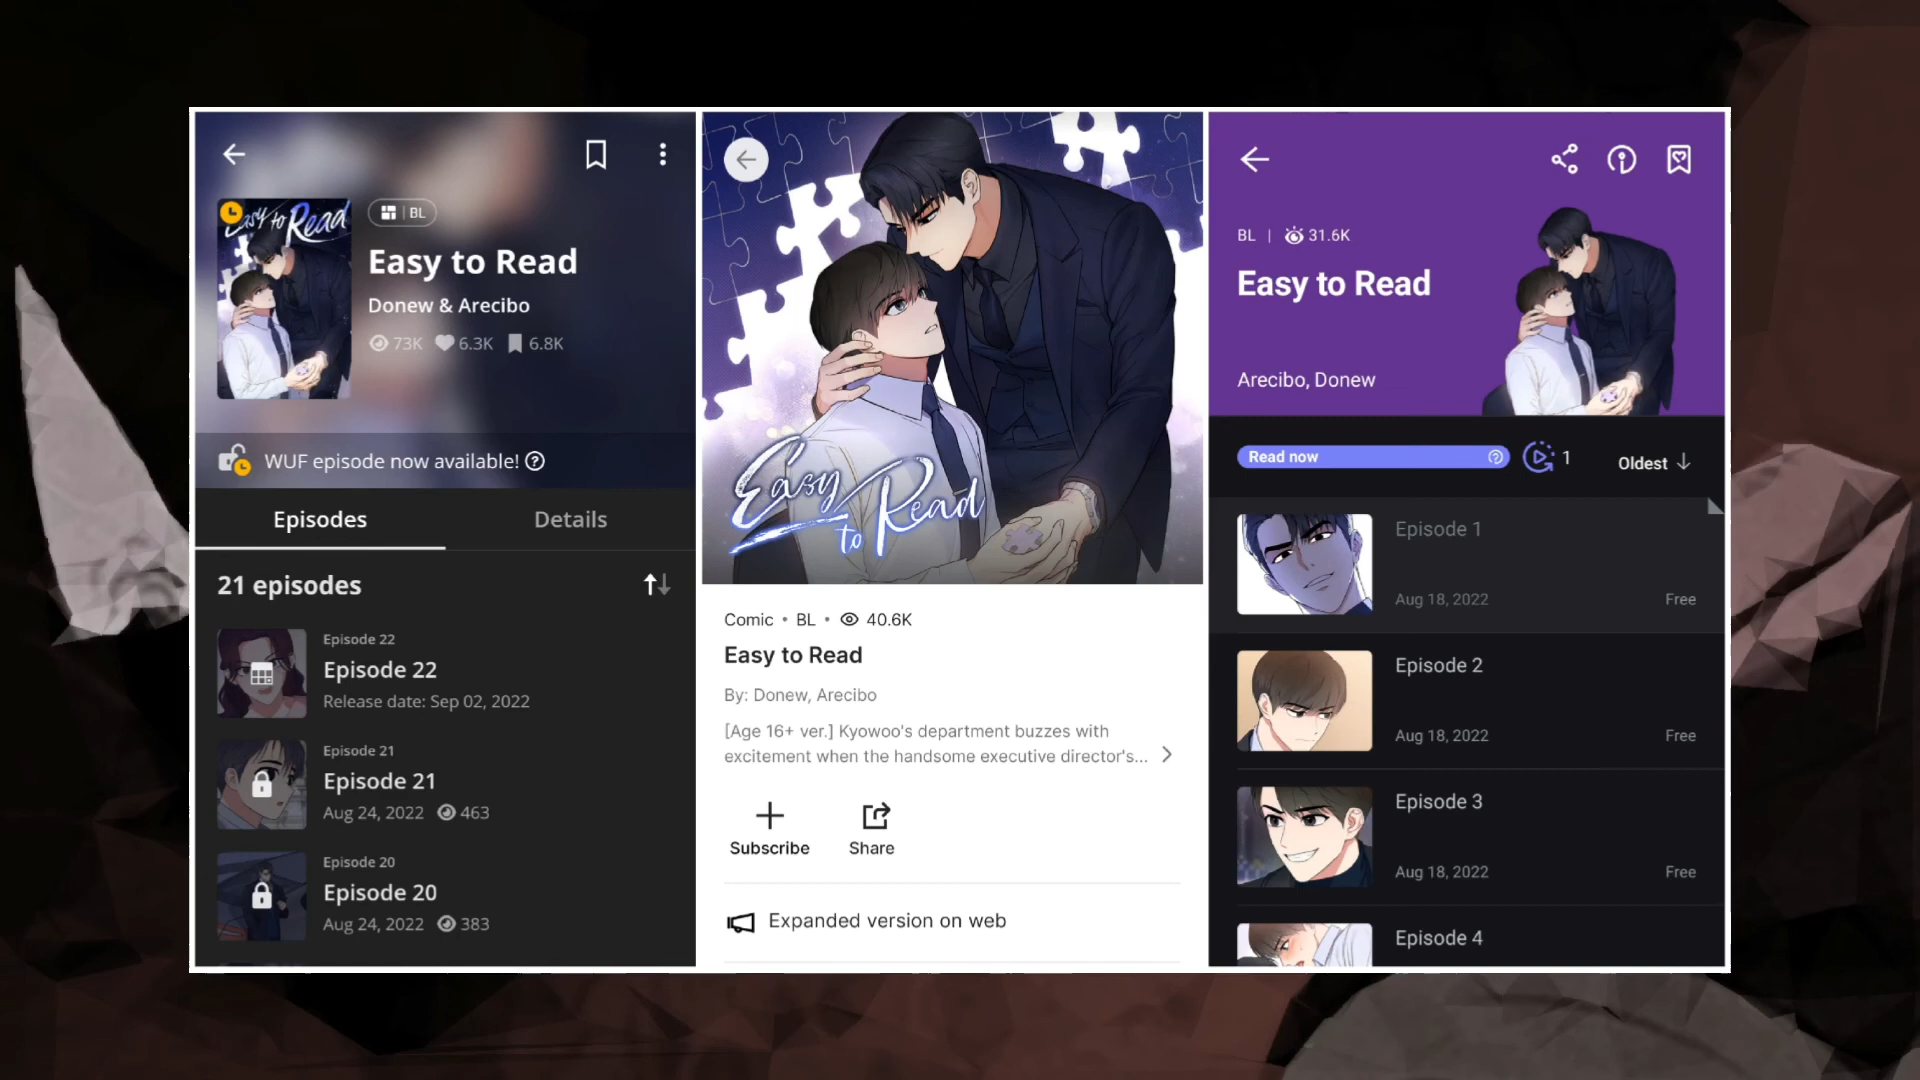 Easy to Read
BL
Easy to Read
Donew & Arecibo
73K 6.3K 6.8K
WUF episode now available!
Episodes Details
21 episodes
Episode 22
Episode 22
Release date: Sep 02, 2022
Episode 21
Episode 21
Aug 24, 2022 463
Episode 20
Episode 20
Aug 24, 2022 383
Easy
to Read
Comic • BL • 40.6K
Easy to Read
By: Donew, Arecibo
[Age 16+ ver.] Kyowoo's department buzzes with
excitement when the handsome executive director's...
Subscribe Share
Expanded version on web
BL | 31.6K
Easy to Read
Arecibo, Donew
Read now 1 Oldest
Episode 1
Aug 18, 2022 Free
Episode 2
Aug 18, 2022 Free
Episode 3
Aug 18, 2022 Free
Episode 4